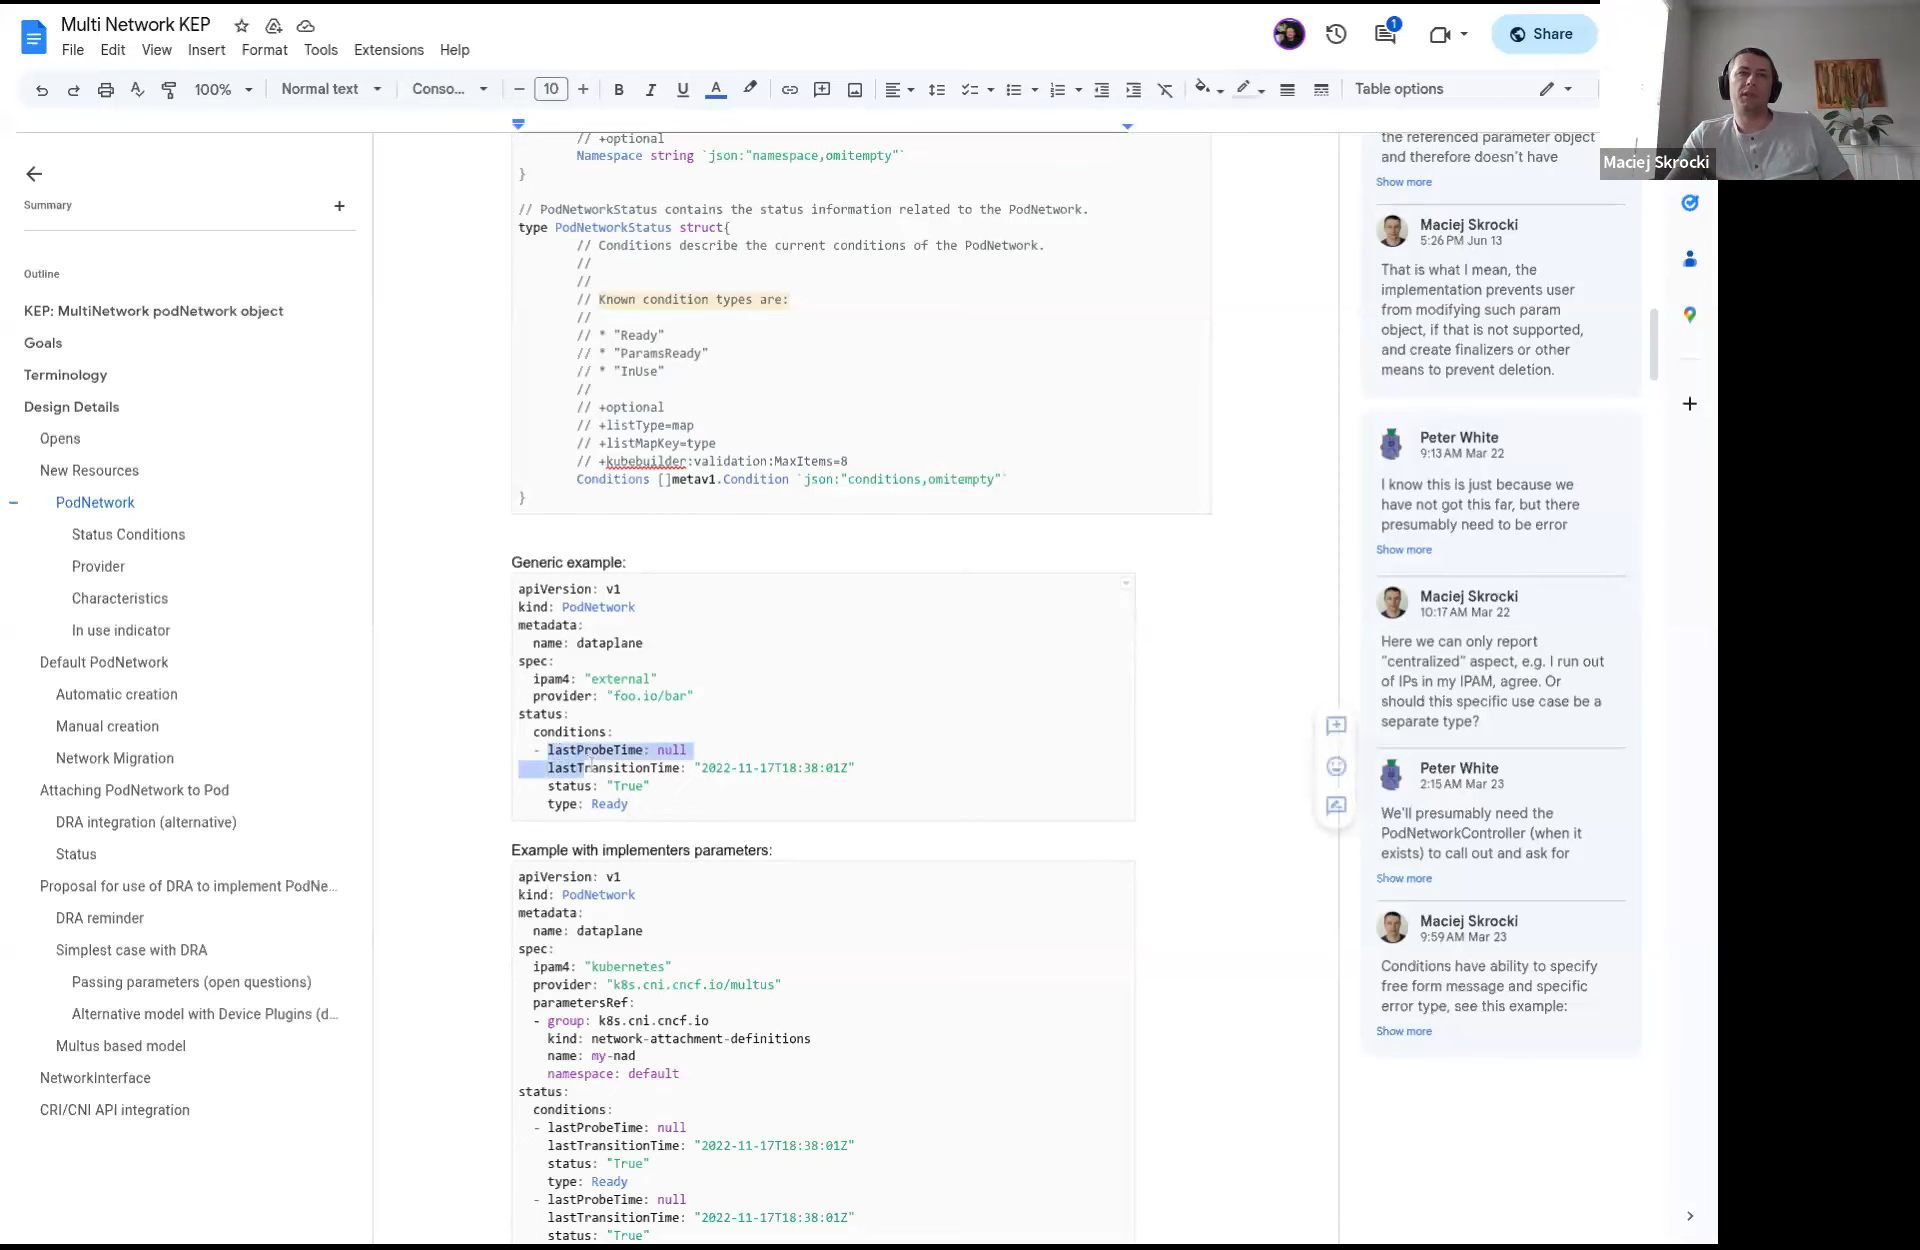 Multi Network KEP
File Edit View Insert Format Tools Extensions Help
1
Share
100% Normal text Conso... 10 B I U A Table options
Maciej Skrocki
Summary
Outline
KEP: MultiNetwork podNetwork object
Goals
Terminology
Design Details
Opens
New Resources
PodNetwork
Status Conditions
Provider
Characteristics
In use indicator
Default PodNetwork
Automatic creation
Manual creation
Network Migration
Attaching PodNetwork to Pod
DRA integration (alternative)
Status
Proposal for use of DRA to implement PodNe...
DRA reminder
Simplest case with DRA
Passing parameters (open questions)
Alternative model with Device Plugins (d...
Multus based model
NetworkInterface
CRI/CNI API integration
// +optional
Namespace string `json:"namespace,omitempty"`
}
// PodNetworkStatus contains the status information related to the PodNetwork.
type PodNetworkStatus struct{
// Conditions describe the current conditions of the PodNetwork.
//
//
// Known condition types are:
//
// * "Ready"
// * "ParamsReady"
// * "InUse"
//
// +optional
// +listType=map
// +listMapKey=type
// +kubebuilder:validation:MaxItems=8
Conditions []metav1.Condition `json:"conditions,omitempty"`
}
Generic example:
apiVersion: v1
kind: PodNetwork
metadata:
name: dataplane
spec:
ipam4: "external"
provider: "foo.io/bar"
status:
conditions:
- lastProbeTime: null
lastTransitionTime: "2022-11-17T18:38:01Z"
status: "True"
type: Ready
Example with implementers parameters:
apiVersion: v1
kind: PodNetwork
metadata:
name: dataplane
spec:
ipam4: "kubernetes"
provider: "k8s.cni.cncf.io/multus"
parametersRef:
- group: k8s.cni.cncf.io
kind: network-attachment-definitions
name: my-nad
namespace: default
status:
conditions:
- lastProbeTime: null
lastTransitionTime: "2022-11-17T18:38:01Z"
status: "True"
type: Ready
- lastProbeTime: null
lastTransitionTime: "2022-11-17T18:38:01Z"
status: "True"
the referenced parameter object
and therefore doesn't have
Show more
Maciej Skrocki
5:26 PM Jun 13
That is what I mean, the
implementation prevents user
from modifying such param
object, if that is not supported,
and create finalizers or other
means to prevent deletion.
Peter White
9:13 AM Mar 22
I know this is just because we
have not got this far, but there
presumably need to be error
Show more
Maciej Skrocki
10:17 AM Mar 22
Here we can only report
"centralized" aspect, e.g. I run out
of IPs in my IPAM, agree. Or
should this specific use case be a
separate type?
Peter White
2:15 AM Mar 23
We'll presumably need the
PodNetworkController (when it
exists) to call out and ask for
Show more
Maciej Skrocki
9:59 AM Mar 23
Conditions have ability to specify
free form message and specific
error type, see this example:
Show more